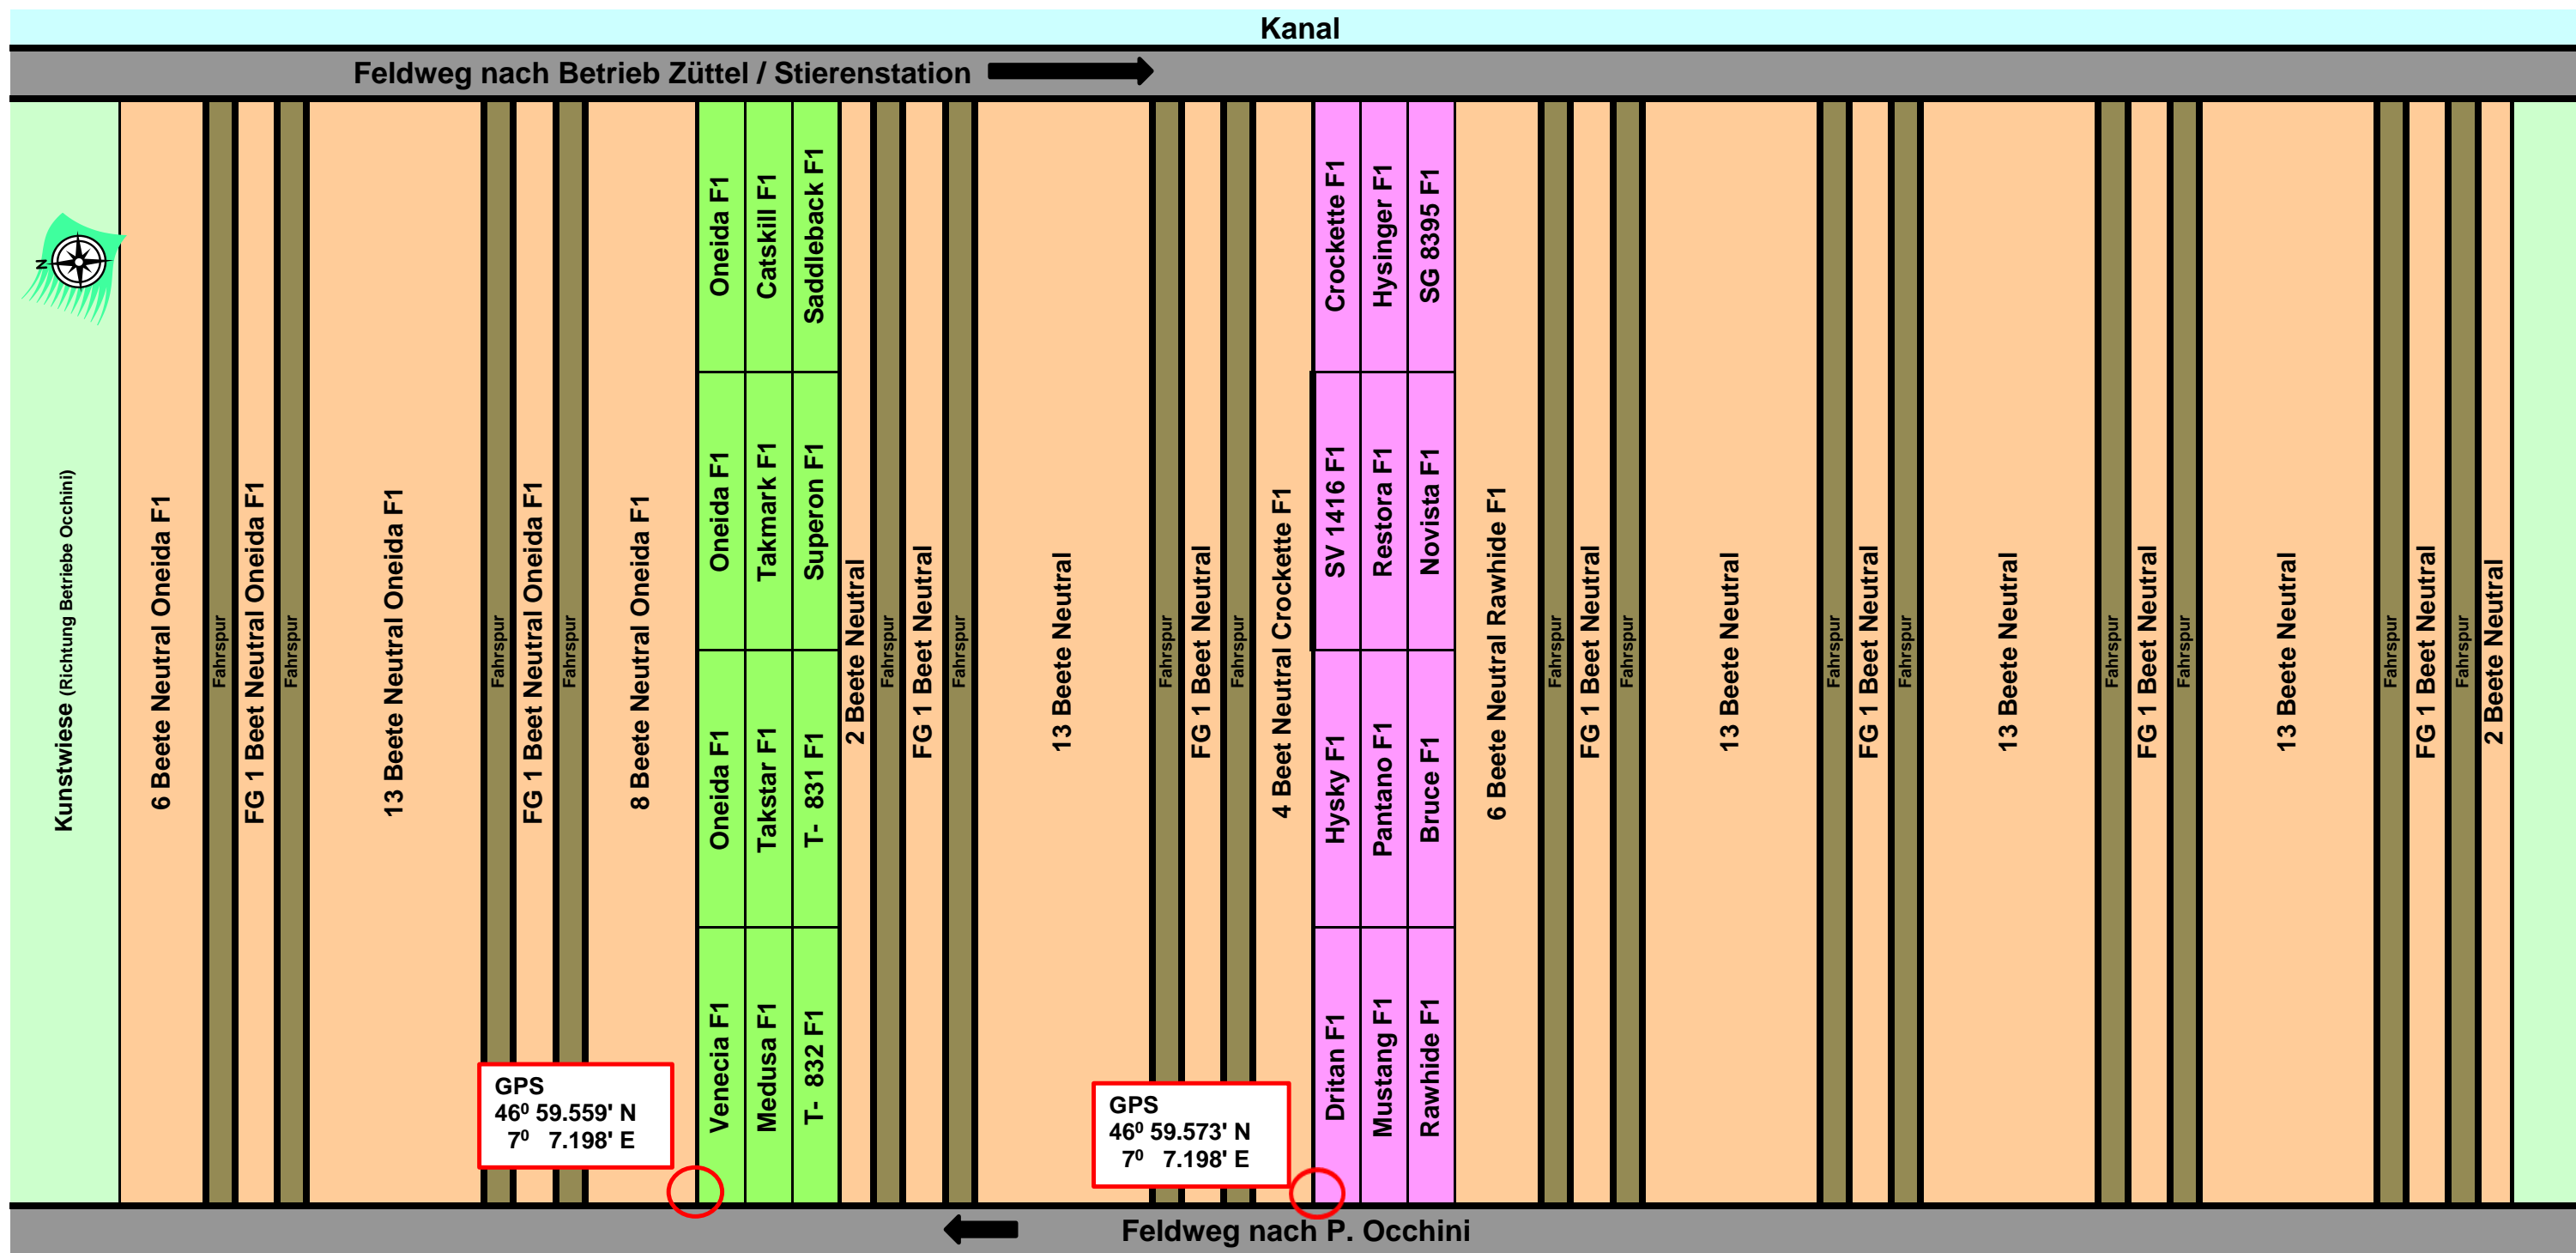 Kanal
Feldweg nach Betrieb Züttel / Stierenstation
N
Kunstwiese (Richtung Betriebe Occhini)
6 Beete Neutral Oneida F1
Fahrspur
FG 1 Beet Neutral Oneida F1
Fahrspur
13 Beete Neutral Oneida F1
Fahrspur
FG 1 Beet Neutral Oneida F1
Fahrspur
8 Beete Neutral Oneida F1
Oneida F1
Catskill F1
Saddleback F1
Oneida F1
Takmark F1
Superon F1
Oneida F1
Takstar F1
T- 831 F1
Venecia F1
Medusa F1
T- 832 F1
2 Beete Neutral
Fahrspur
FG 1 Beet Neutral
Fahrspur
13 Beete Neutral
Fahrspur
FG 1 Beet Neutral
Fahrspur
4 Beet Neutral Crockette F1
Crockette F1
Hysinger F1
SG 8395 F1
SV 1416 F1
Restora F1
Novista F1
Hysky F1
Pantano F1
Bruce F1
Dritan F1
Mustang F1
Rawhide F1
6 Beete Neutral Rawhide F1
Fahrspur
FG 1 Beet Neutral
Fahrspur
13 Beete Neutral
Fahrspur
FG 1 Beet Neutral
Fahrspur
13 Beete Neutral
Fahrspur
FG 1 Beet Neutral
Fahrspur
13 Beete Neutral
Fahrspur
FG 1 Beet Neutral
Fahrspur
2 Beete Neutral
GPS
46⁰ 59.559' N
7⁰ 7.198' E
GPS
46⁰ 59.573' N
7⁰ 7.198' E
Feldweg nach P. Occhini